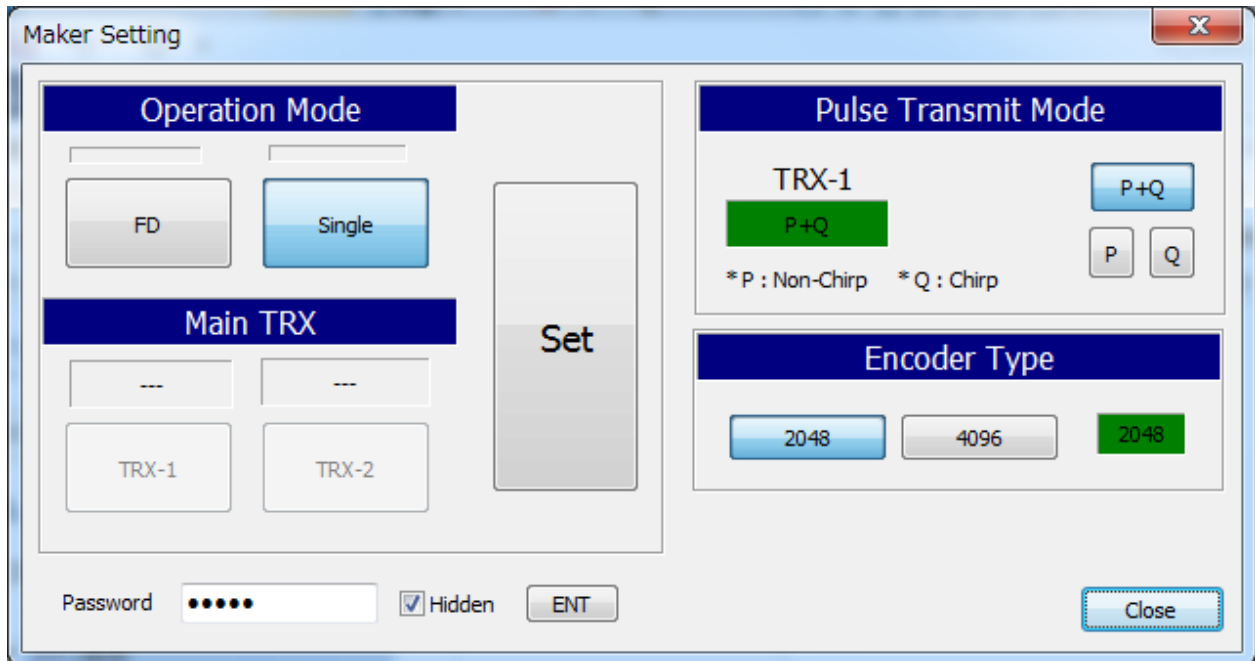 Maker Setting
Operation Mode
FD Single
Main TRX
--- ---
TRX-1 TRX-2
Set
Pulse Transmit Mode
TRX-1
P+Q
P+Q
P Q
* P : Non-Chirp * Q : Chirp
Encoder Type
2048 4096 2048
Password ●●●●● Hidden ENT
Close